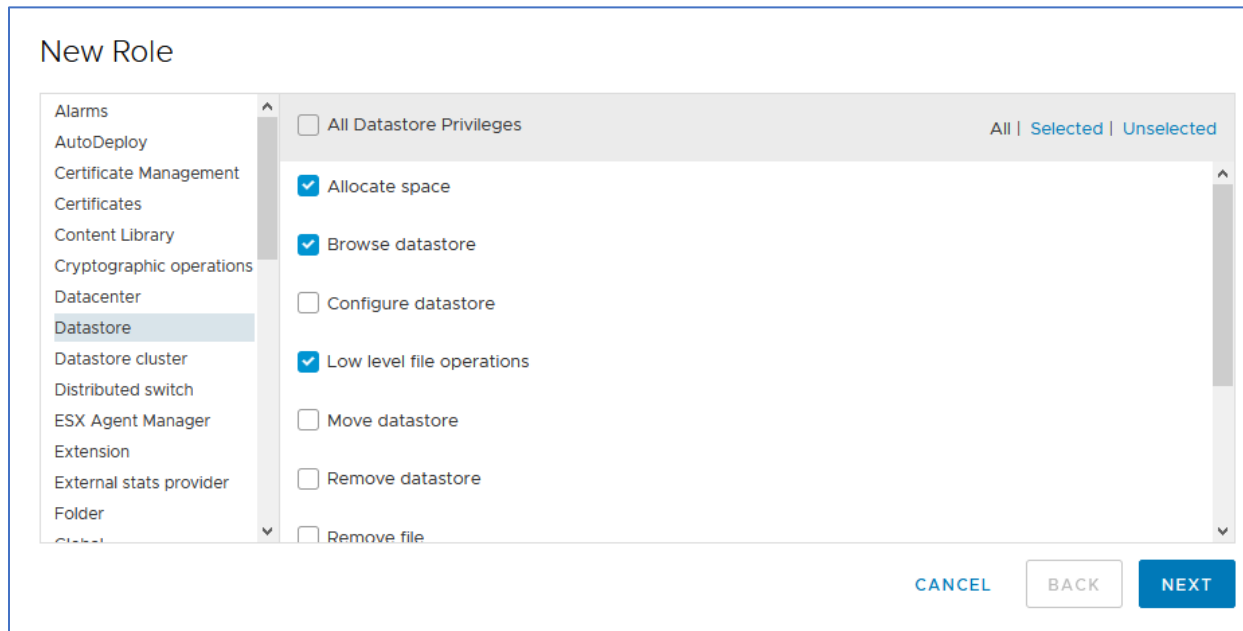 New Role
Alarms
AutoDeploy
Certificate Management
Certificates
Content Library
Cryptographic operations
Datacenter
Datastore
Datastore cluster
Distributed switch
ESX Agent Manager
Extension
External stats provider
Folder
Global
All Datastore Privileges
All | Selected | Unselected
Allocate space
Browse datastore
Configure datastore
Low level file operations
Move datastore
Remove datastore
Remove file
CANCEL
BACK
NEXT